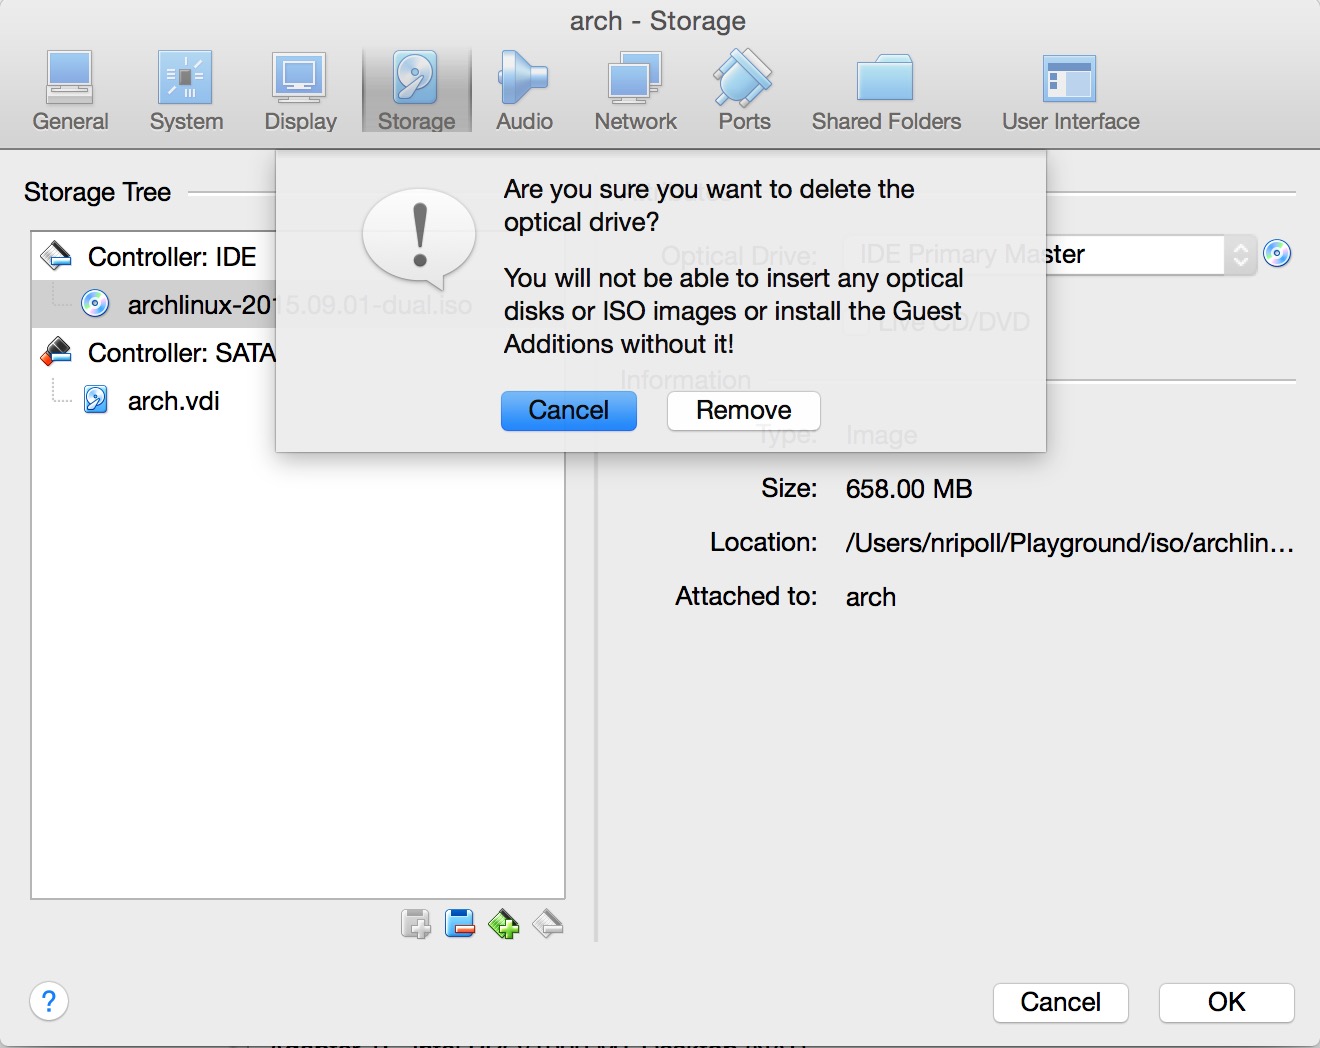 arch - Storage
General System Display Storage Audio Network Ports Shared Folders User Interface
Storage Tree
Are you sure you want to delete the
optical drive?
Controller: IDE
Optical Drive: IDE Primary Master
You will not be able to insert any optical
disks or ISO images or install the Guest
Additions without it!
archlinux-2015.09.01-dual.iso
Live CD/DVD
Controller: SATA
Information
arch.vdi
Cancel Remove
Type: Image
Size: 658.00 MB
Location: /Users/nripoll/Playground/iso/archlin...
Attached to: arch
?
Cancel OK